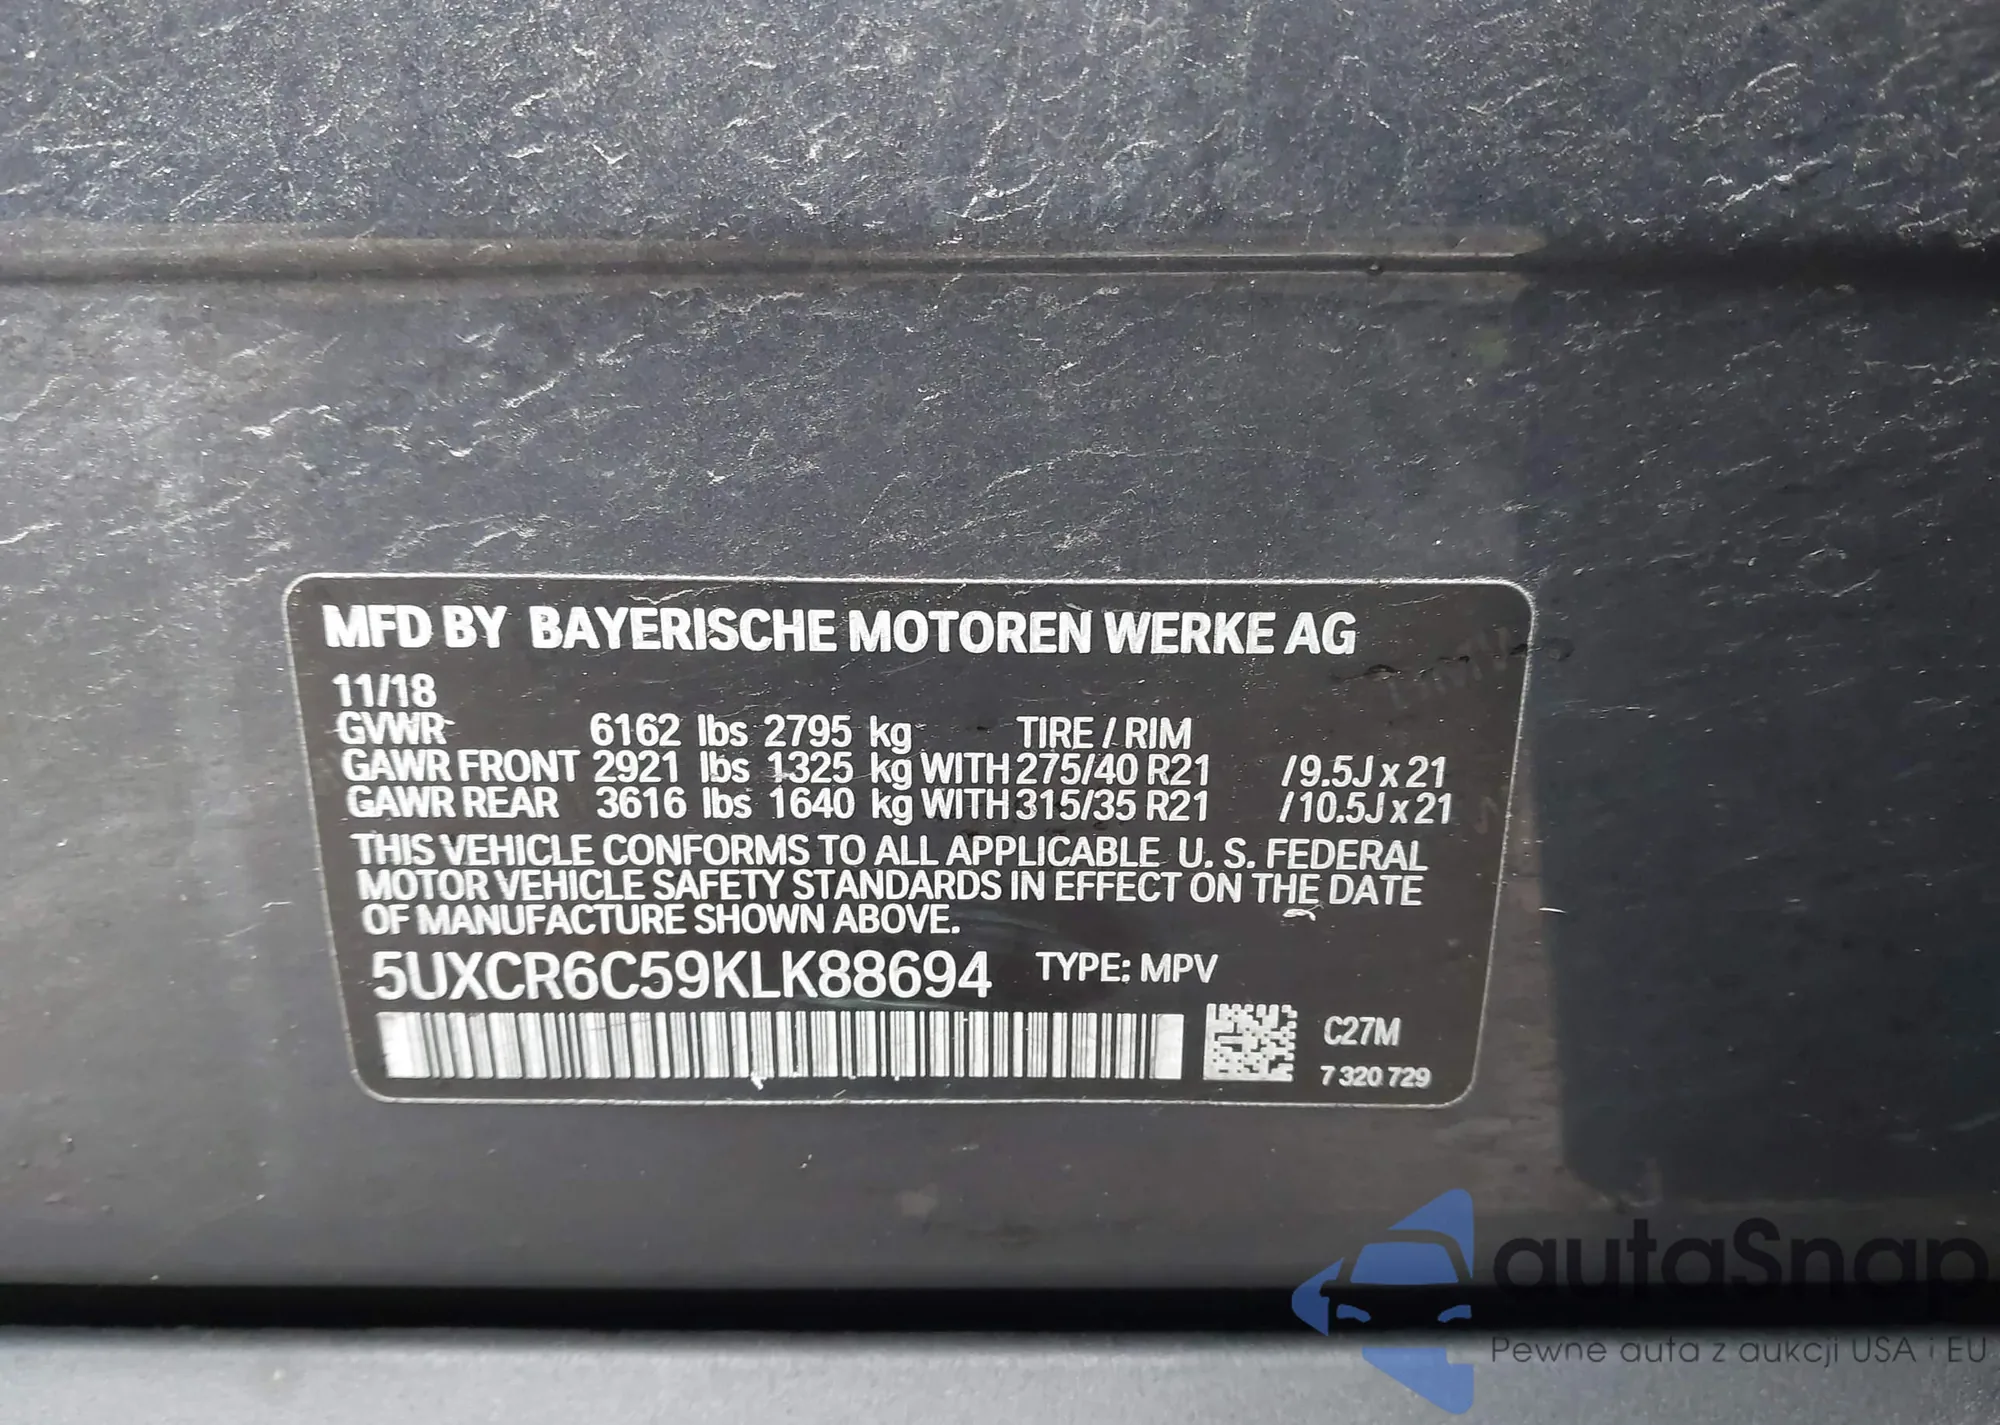 MFD BY BAYERISCHE MOTOREN WERKE AG
11/18
GVWR 6162 lbs 2795 kg TIRE / RIM
GAWR FRONT 2921 lbs 1325 kg WITH 275/40 R21 /9.5J x 21
GAWR REAR 3616 lbs 1640 kg WITH 315/35 R21 /10.5J x 21
THIS VEHICLE CONFORMS TO ALL APPLICABLE U. S. FEDERAL
MOTOR VEHICLE SAFETY STANDARDS IN EFFECT ON THE DATE
OF MANUFACTURE SHOWN ABOVE.
5UXCR6C59KLK88694 TYPE: MPV
C27M
7 320 729
autaSnap
Pewne auta z aukcji USA i EU